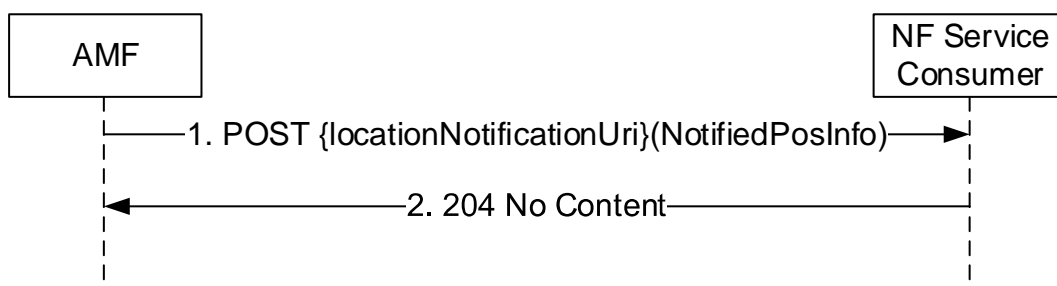 AMF
NF Service
Consumer
1. POST {locationNotificationUri}(NotifiedPosInfo)
2. 204 No Content